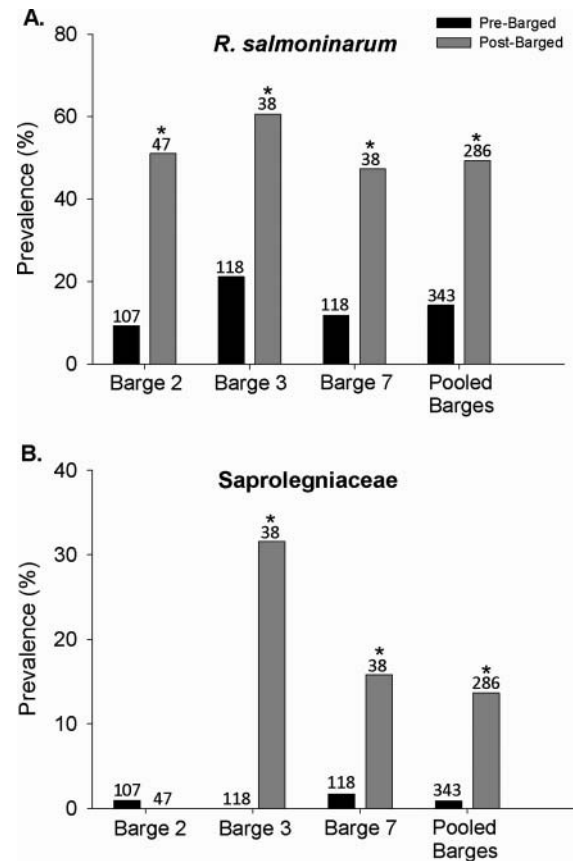 A.
R. salmoninarum
Pre-Barged
Post-Barged
Prevalence (%)
80
60
40
20
0
107
*
47
118
*
38
118
*
38
343
*
286
Barge 2
Barge 3
Barge 7
Pooled
Barges
B.
Saprolegniaceae
Prevalence (%)
40
30
20
10
0
107
47
118
*
38
118
*
38
343
*
286
Barge 2
Barge 3
Barge 7
Pooled
Barges